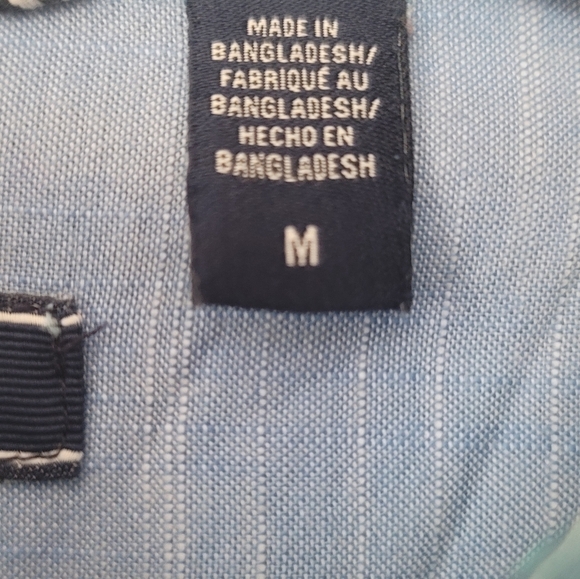 MADE IN
BANGLADESH/
FABRIQUÉ AU
BANGLADESH/
HECHO EN
BANGLADESH
M